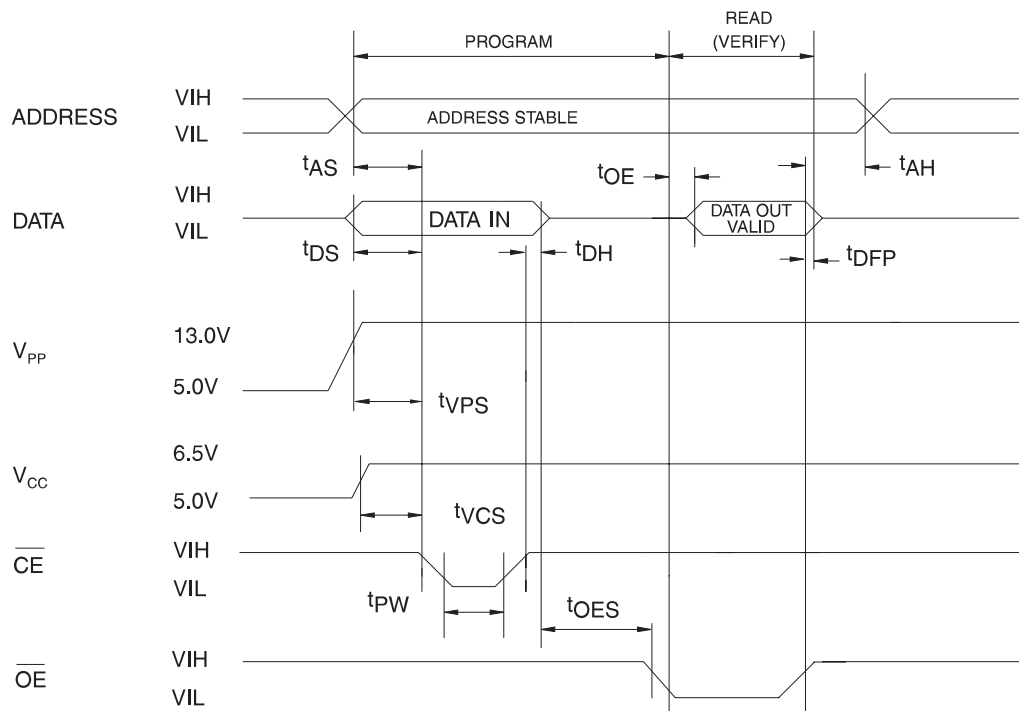 PROGRAM
READ
(VERIFY)
ADDRESS
VIH
VIL
ADDRESS STABLE
tAS
tOE
tAH
DATA
VIH
VIL
DATA IN
DATA OUT
VALID
tDS
tDH
tDFP
VPP
13.0V
5.0V
tVPS
VCC
6.5V
5.0V
tVCS
C̅E̅
VIH
VIL
tPW
tOES
O̅E̅
VIH
VIL